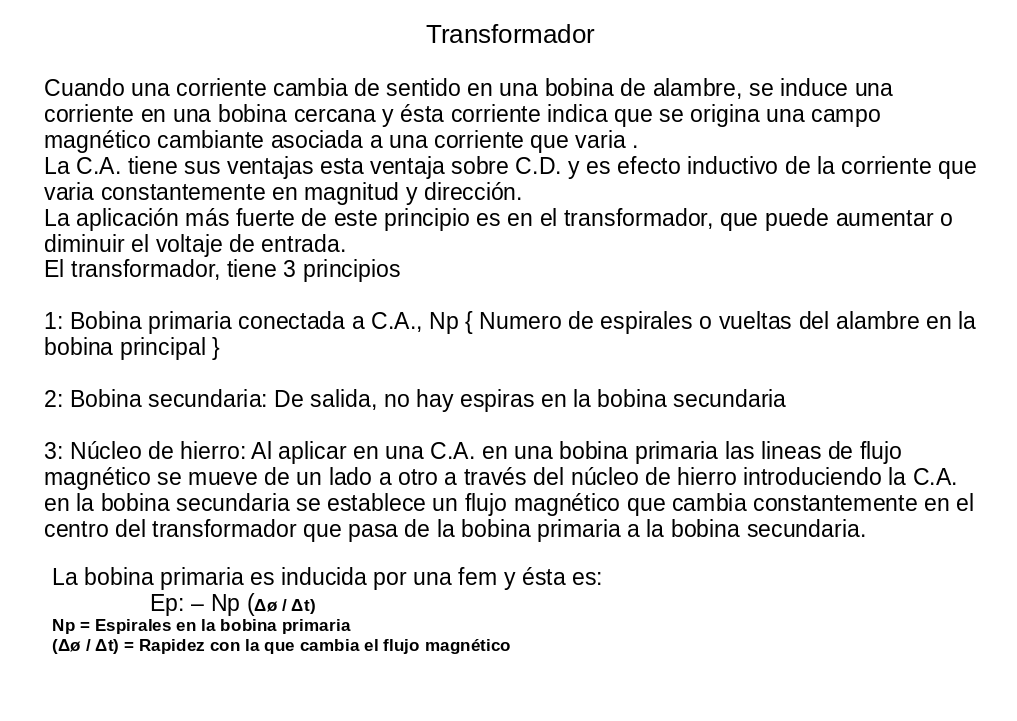 Transformador
Cuando una corriente cambia de sentido en una bobina de alambre, se induce una
corriente en una bobina cercana y ésta corriente indica que se origina una campo
magnético cambiante asociada a una corriente que varia .
La C.A. tiene sus ventajas esta ventaja sobre C.D. y es efecto inductivo de la corriente que
varia constantemente en magnitud y dirección.
La aplicación más fuerte de este principio es en el transformador, que puede aumentar o
diminuir el voltaje de entrada.
El transformador, tiene 3 principios
1: Bobina primaria conectada a C.A., Np { Numero de espirales o vueltas del alambre en la
bobina principal }
2: Bobina secundaria: De salida, no hay espiras en la bobina secundaria
3: Núcleo de hierro: Al aplicar en una C.A. en una bobina primaria las lineas de flujo
magnético se mueve de un lado a otro a través del núcleo de hierro introduciendo la C.A.
en la bobina secundaria se establece un flujo magnético que cambia constantemente en el
centro del transformador que pasa de la bobina primaria a la bobina secundaria.
La bobina primaria es inducida por una fem y ésta es:
Ep: – Np (Δø / Δt)
Np = Espirales en la bobina primaria
(Δø / Δt) = Rapidez con la que cambia el flujo magnético